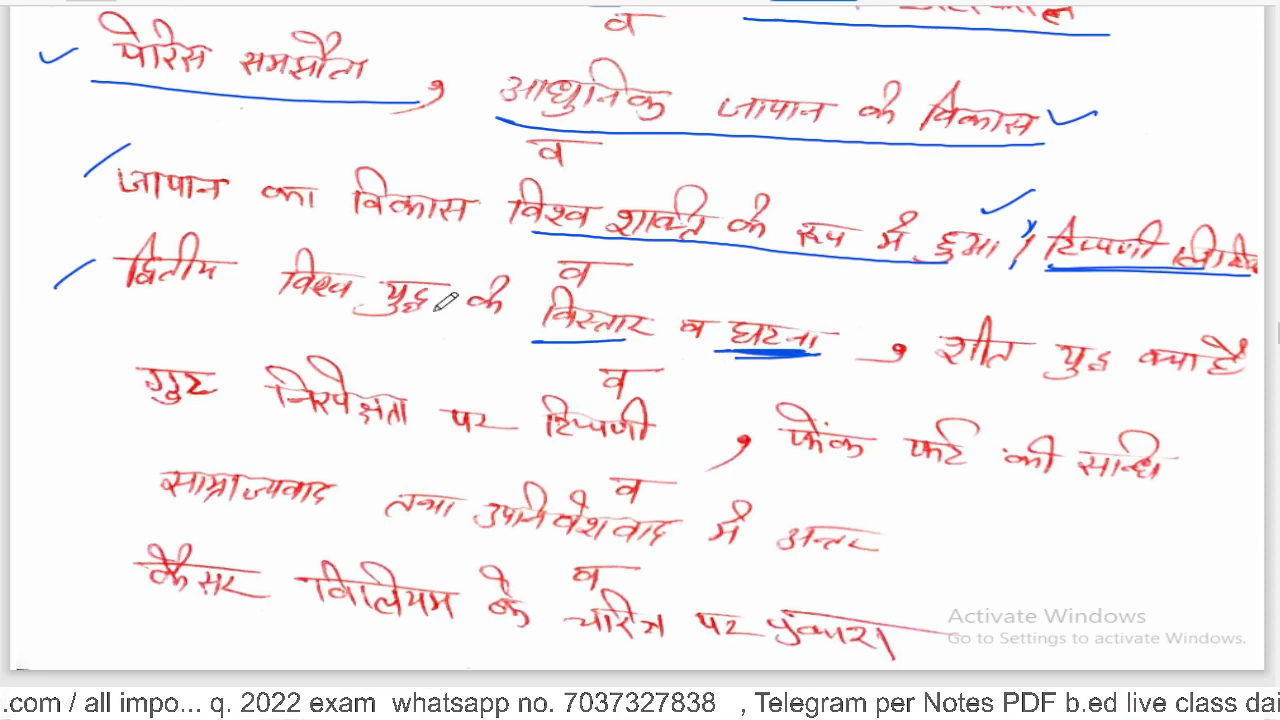 व
पेरिस समझौता , आधुनिक जापान के विकास
व
जापान का विकास विश्व शक्ति के रूप में हुआ / टिप्पणी
द्वितीय विश्व युद्ध के विस्तार व घटना , शीत युद्ध क्या है
व
गुट निरपेक्षता पर टिप्पणी , फ्रेंक फर्ट की सन्धि
व
साम्राज्यवाद तथा उपनिवेशवाद में अन्तर
व
कैसर विलियम के चरित्र पर
व
Activate Windows
Go to Settings to activate Windows.
.com / all impo... q. 2022 exam whatsapp no. 7037327838 , Telegram per Notes PDF b.ed live class dai